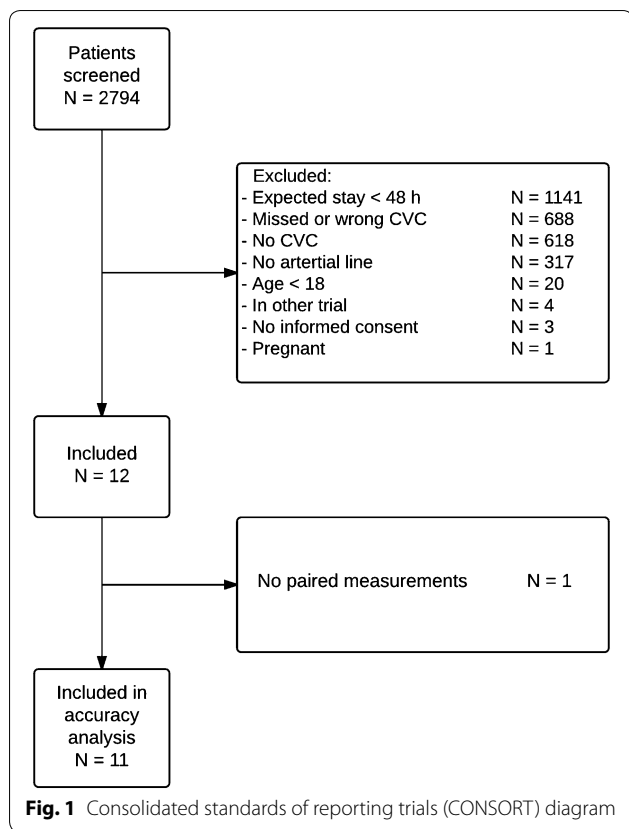 Patients
screened
N = 2794
Excluded:
- Expected stay < 48 h N = 1141
- Missed or wrong CVC N = 688
- No CVC N = 618
- No artertial line N = 317
- Age < 18 N = 20
- In other trial N = 4
- No informed consent N = 3
- Pregnant N = 1
Included
N = 12
No paired measurements N = 1
Included in
accuracy
analysis
N = 11
Fig. 1 Consolidated standards of reporting trials (CONSORT) diagram